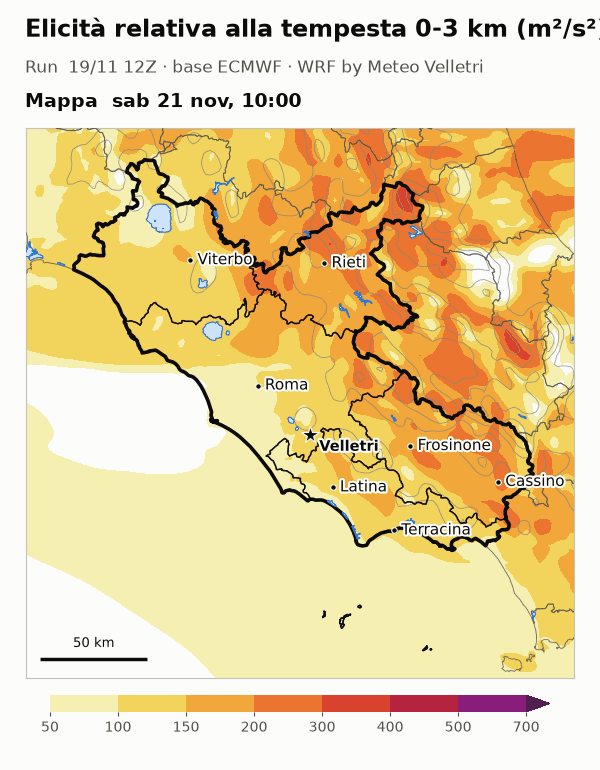 Elicità relativa alla tempesta 0-3 km (m²/s²)
Run 19/11 12Z · base ECMWF · WRF by Meteo Velletri
Mappa sab 21 nov, 10:00
Viterbo
Rieti
Roma
Velletri
Frosinone
Latina
Cassino
Terracina
50 km
50 100 150 200 300 400 500 700